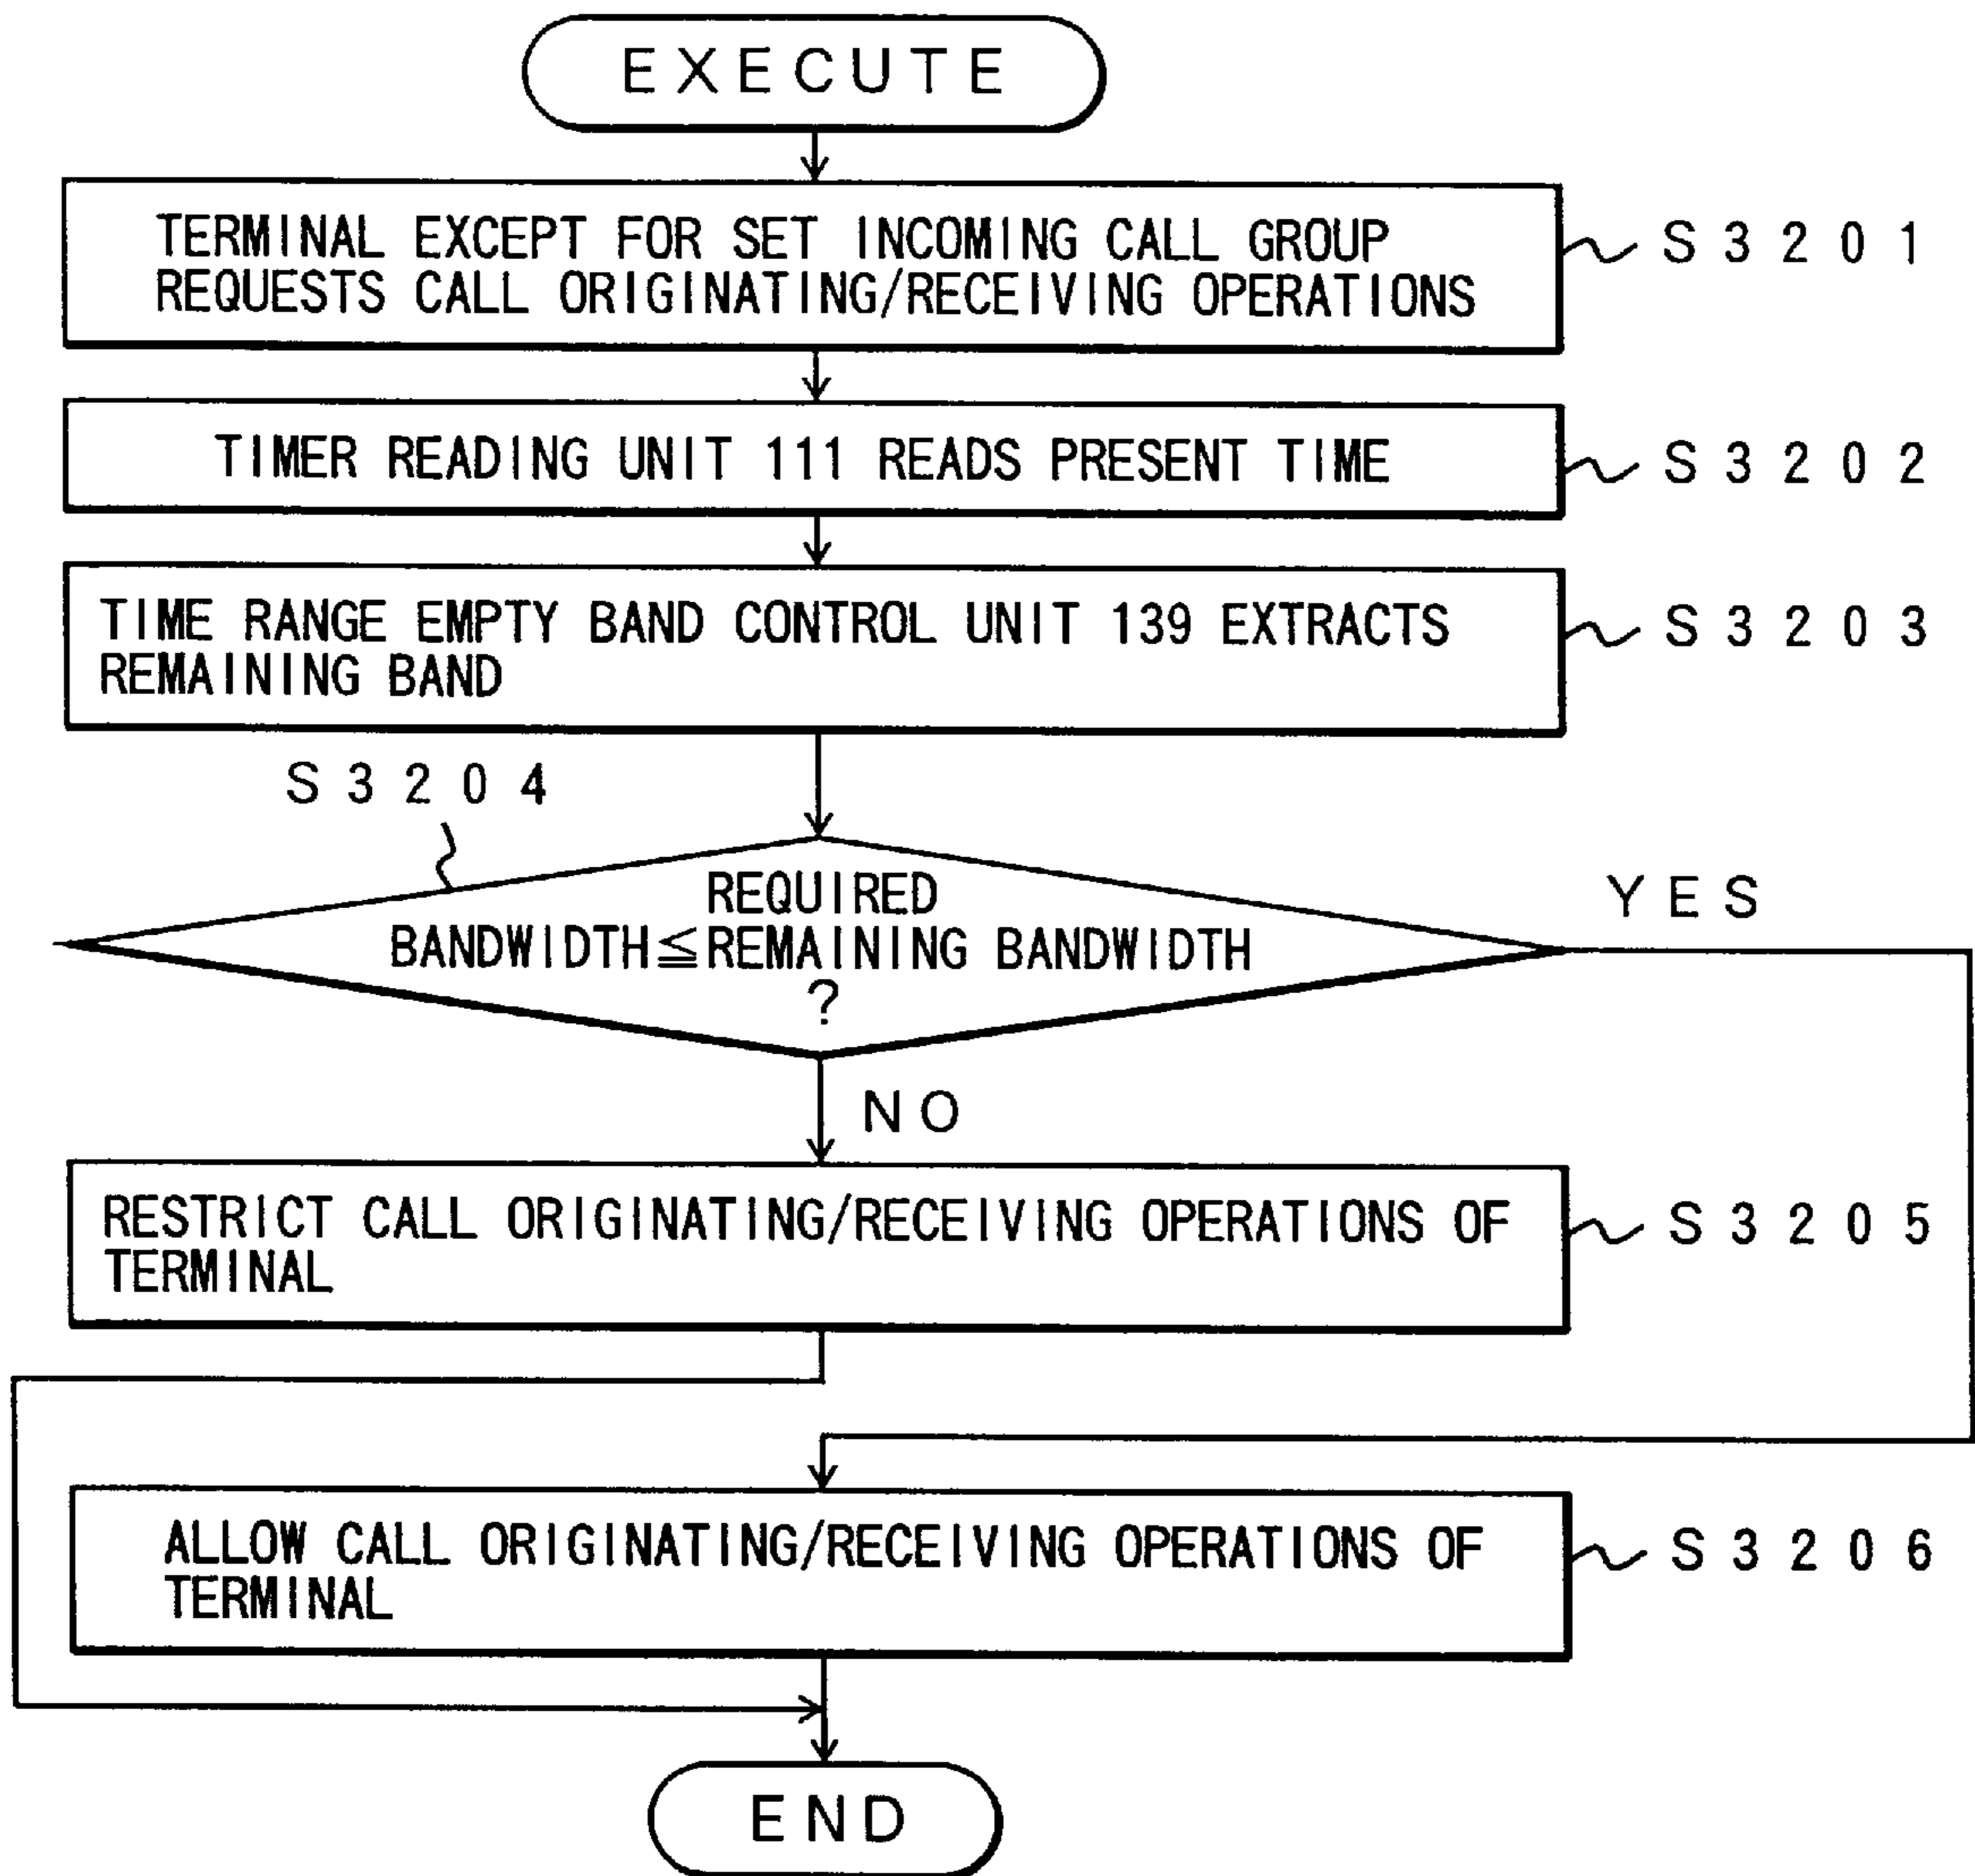 EXECUTE
TERMINAL EXCEPT FOR SET INCOMING CALL GROUP
REQUESTS CALL ORIGINATING/RECEIVING OPERATIONS
S3201
TIMER READING UNIT 111 READS PRESENT TIME
S3202
TIME RANGE EMPTY BAND CONTROL UNIT 139 EXTRACTS
REMAINING BAND
S3203
S3204
REQUIRED
BANDWIDTH≦REMAINING BANDWIDTH
?
YES
NO
RESTRICT CALL ORIGINATING/RECEIVING OPERATIONS OF
TERMINAL
S3205
ALLOW CALL ORIGINATING/RECEIVING OPERATIONS OF
TERMINAL
S3206
END